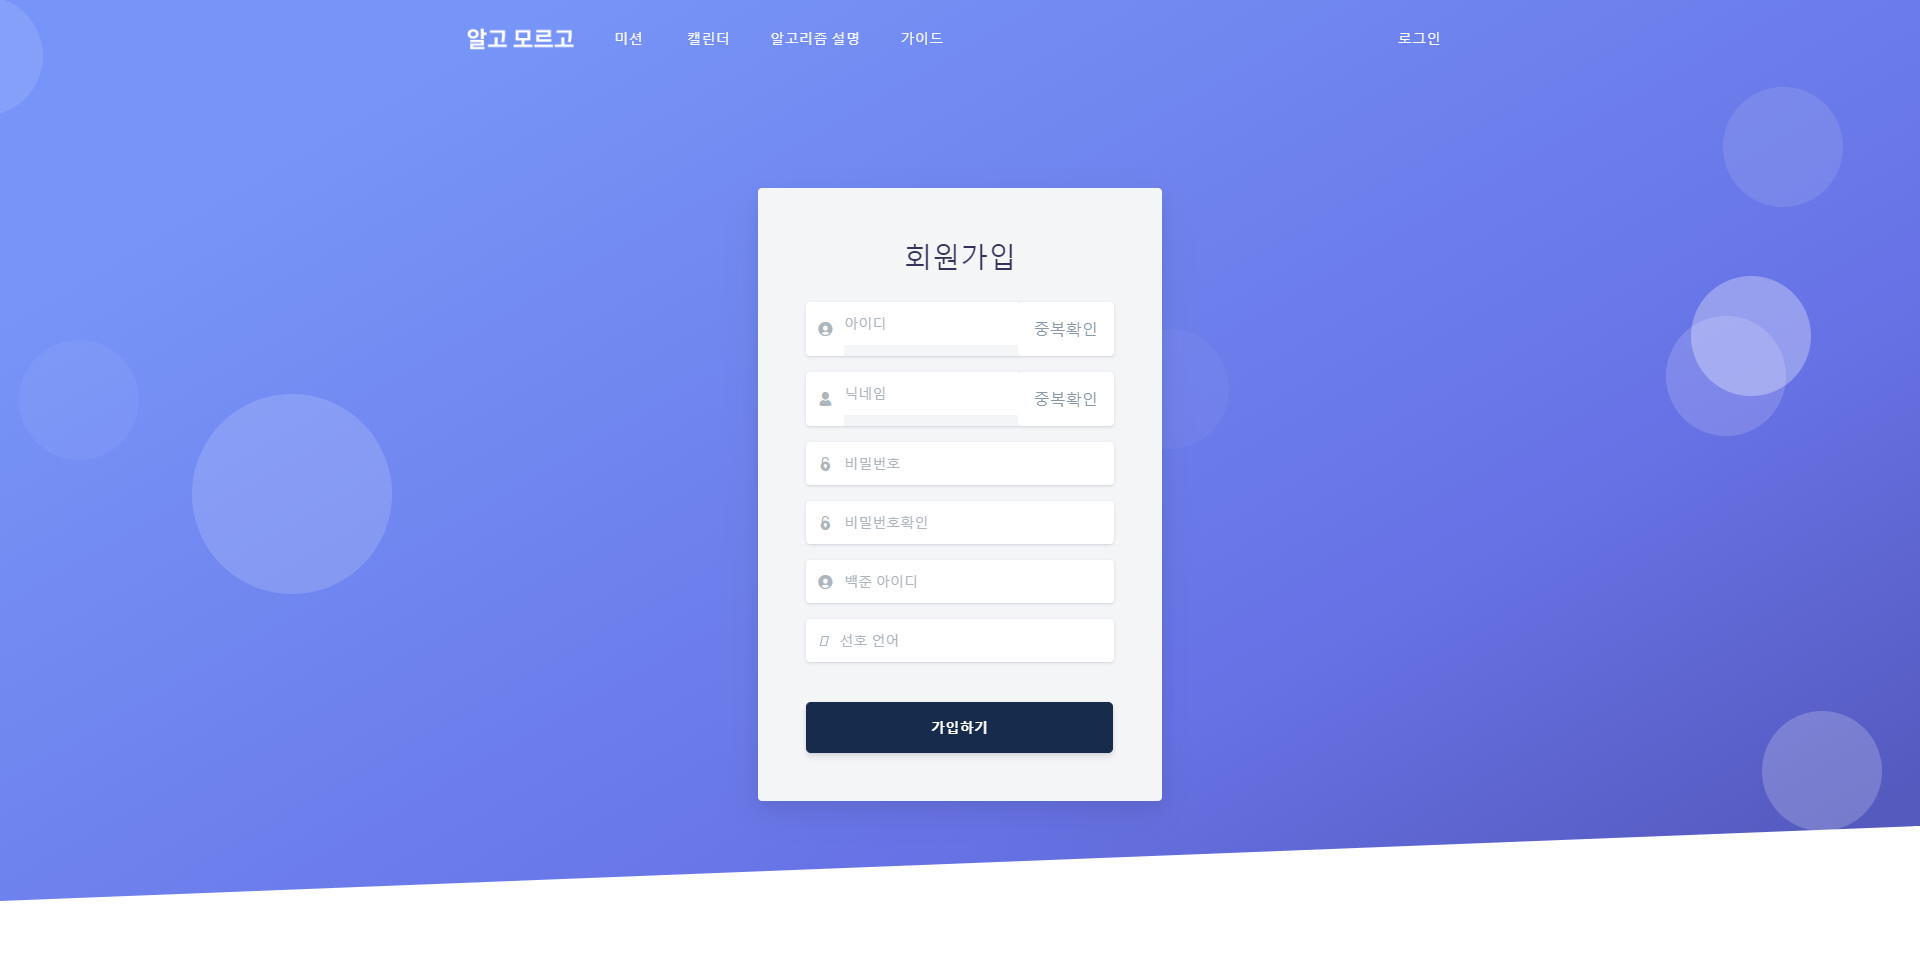 알고 모르고 미션 캘린더 알고리즘 설명 가이드 로그인
회원가입
아이디 중복확인
닉네임 중복확인
비밀번호
비밀번호확인
백준 아이디
선호 언어
가입하기